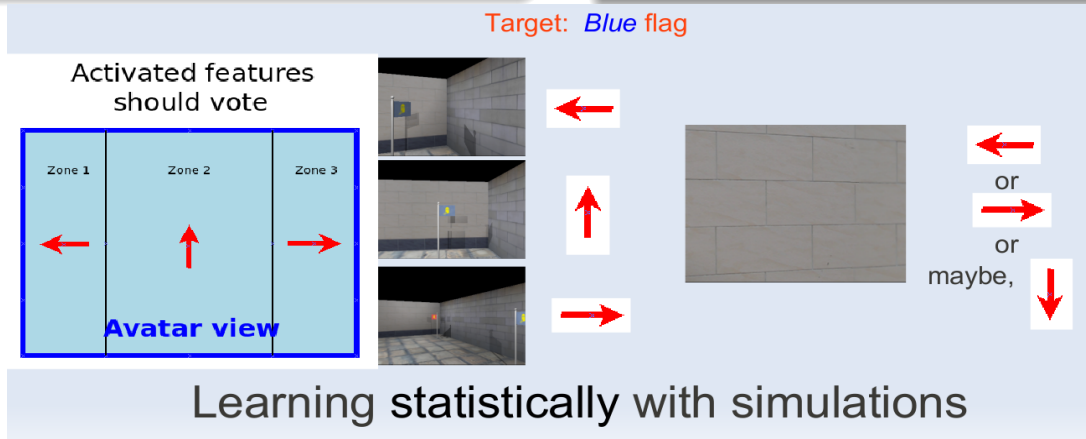 Target: Blue flag
Activated features
should vote
Zone 1
Zone 2
Zone 3
Avatar view
or
or
maybe,
Learning statistically with simulations